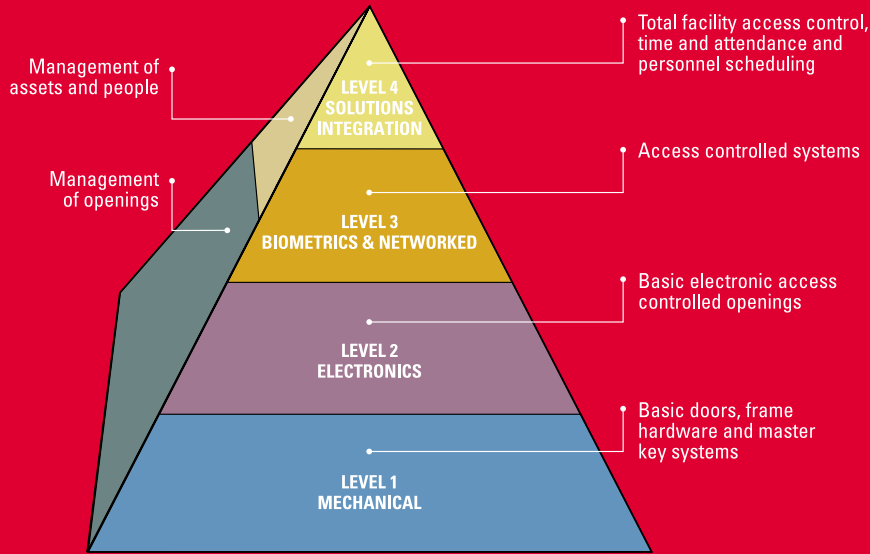 Management of
assets and people
Management
of openings
LEVEL 4
SOLUTIONS
INTEGRATION
LEVEL 3
BIOMETRICS & NETWORKED
LEVEL 2
ELECTRONICS
LEVEL 1
MECHANICAL
Total facility access control,
time and attendance and
personnel scheduling
Access controlled systems
Basic electronic access
controlled openings
Basic doors, frame
hardware and master
key systems